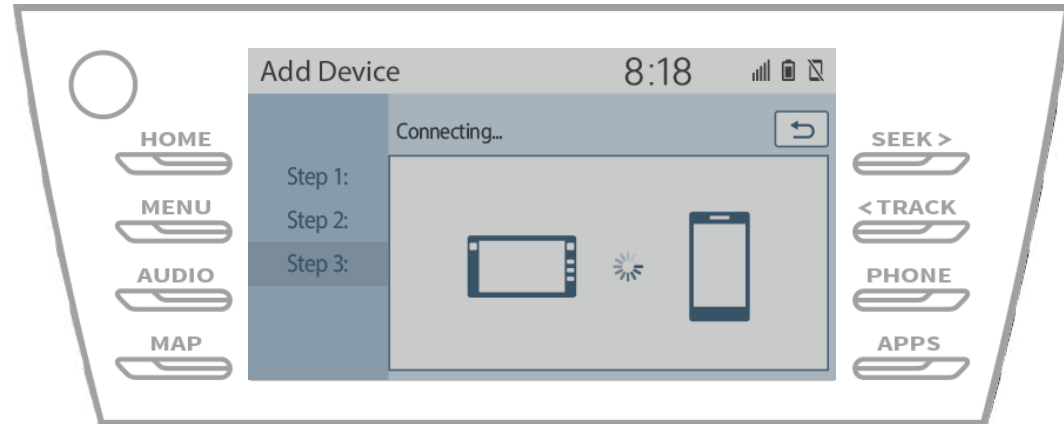 Add Device
8:18
Connecting...
Step 1:
Step 2:
Step 3:
HOME
MENU
AUDIO
MAP
SEEK >
< TRACK
PHONE
APPS